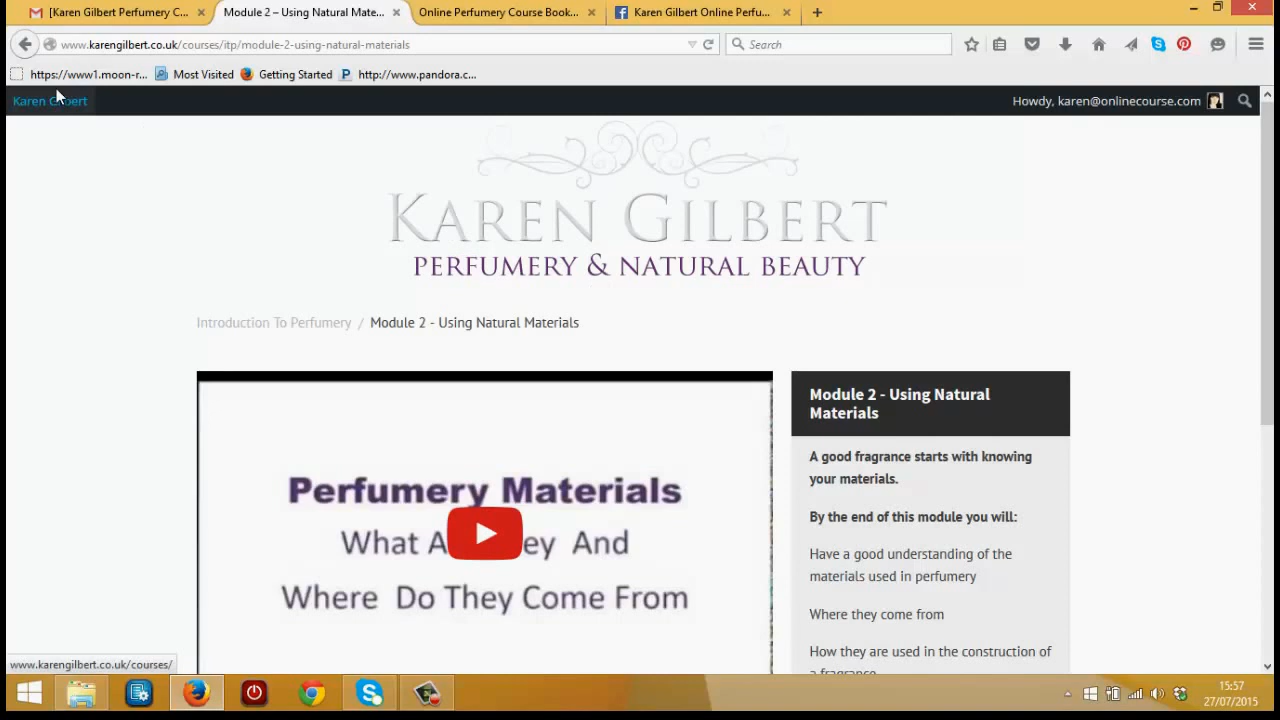 [Karen Gilbert Perfumery C...
Module 2 – Using Natural Mate...
Online Perfumery Course Book...
Karen Gilbert Online Perfu...
www.karengilbert.co.uk/courses/itp/module-2-using-natural-materials
Search
https://www1.moon-r...
Most Visited
Getting Started
http://www.pandora.c...
Karen Gilbert
Howdy, karen@onlinecourse.com
KAREN GILBERT
PERFUMERY & NATURAL BEAUTY
Introduction To Perfumery / Module 2 - Using Natural Materials
Perfumery Materials
What A ey And
Where Do They Come From
Module 2 - Using Natural
Materials
A good fragrance starts with knowing
your materials.
By the end of this module you will:
Have a good understanding of the
materials used in perfumery
Where they come from
How they are used in the construction of
a fragrance
www.karengilbert.co.uk/courses/
15:57
27/07/2015